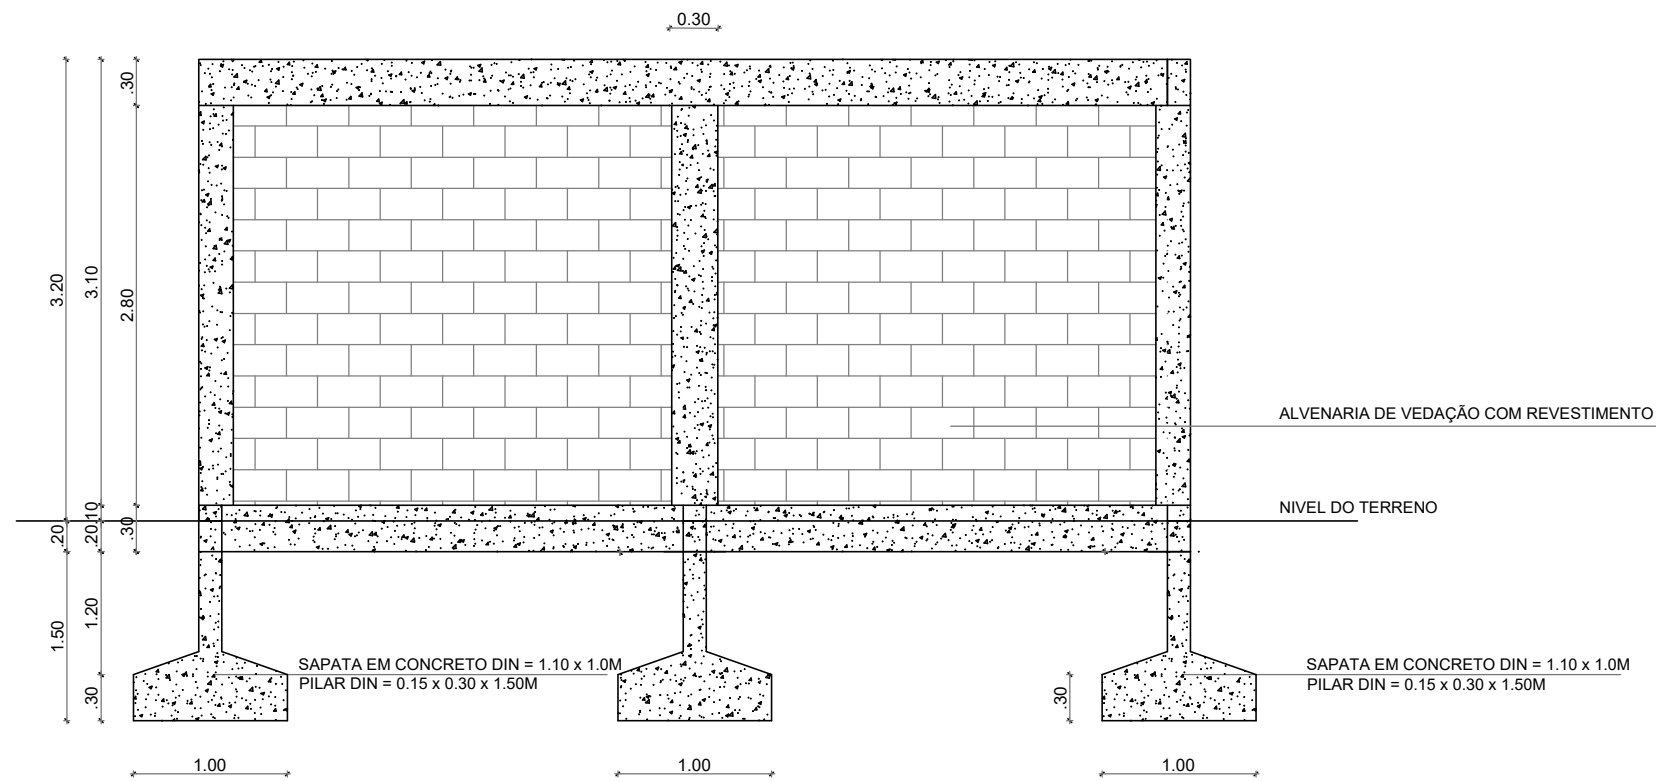 0.30
.30
3.20
3.10
2.80
ALVENARIA DE VEDAÇÃO COM REVESTIMENTO
NIVEL DO TERRENO
.10
.20
.20
.30
1.50
1.20
SAPATA EM CONCRETO DIN = 1.10 x 1.0M
PILAR DIN = 0.15 x 0.30 x 1.50M
SAPATA EM CONCRETO DIN = 1.10 x 1.0M
PILAR DIN = 0.15 x 0.30 x 1.50M
.30
.30
1.00
1.00
1.00